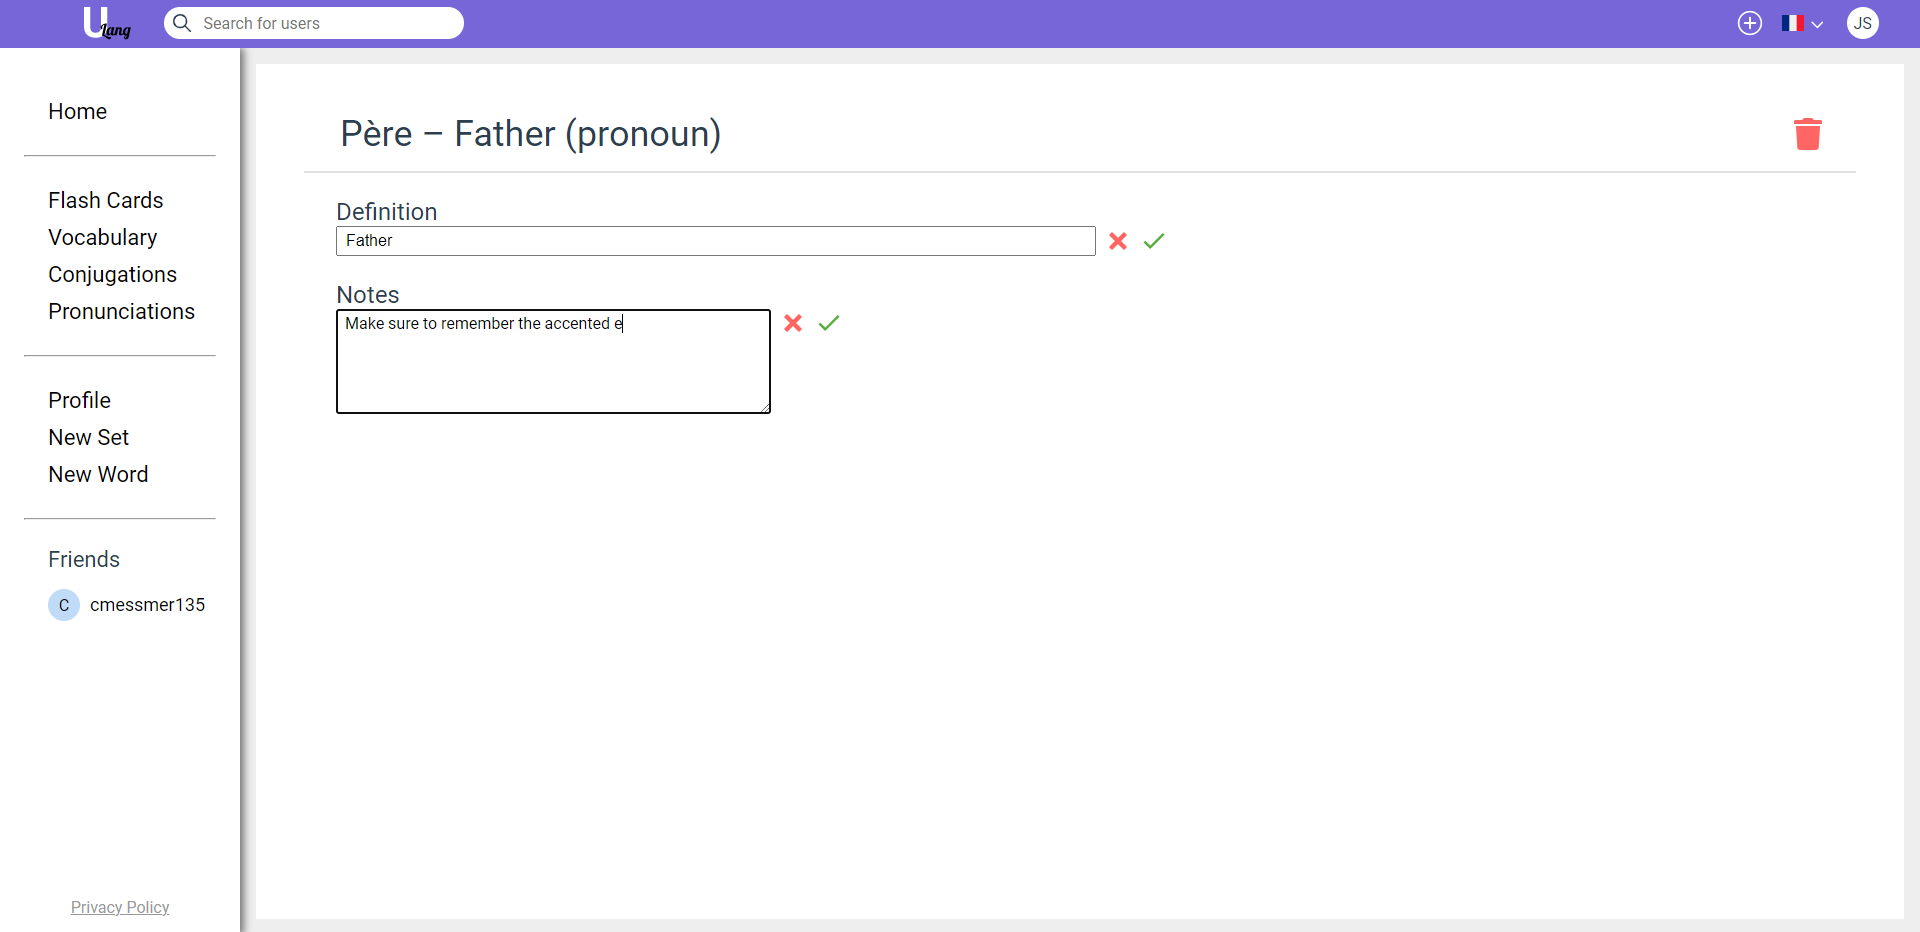 ULang
Search for users
JS
Home
Flash Cards
Vocabulary
Conjugations
Pronunciations
Profile
New Set
New Word
Friends
C cmessmer135
Privacy Policy
Père – Father (pronoun)
Definition
Father
Notes
Make sure to remember the accented e